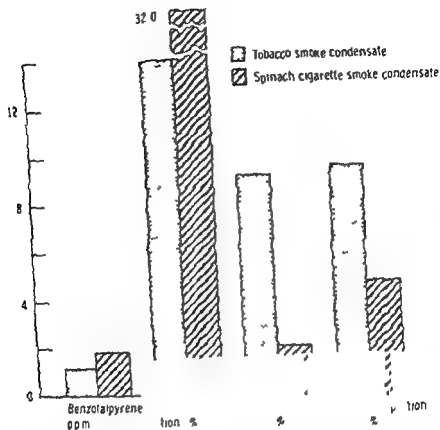 32 0
Tobacco smoke condensate
Spinach cigarette smoke condensate
12
8
4
0
Benzo(a)pyrene
ppm
tion %
%
%
tion